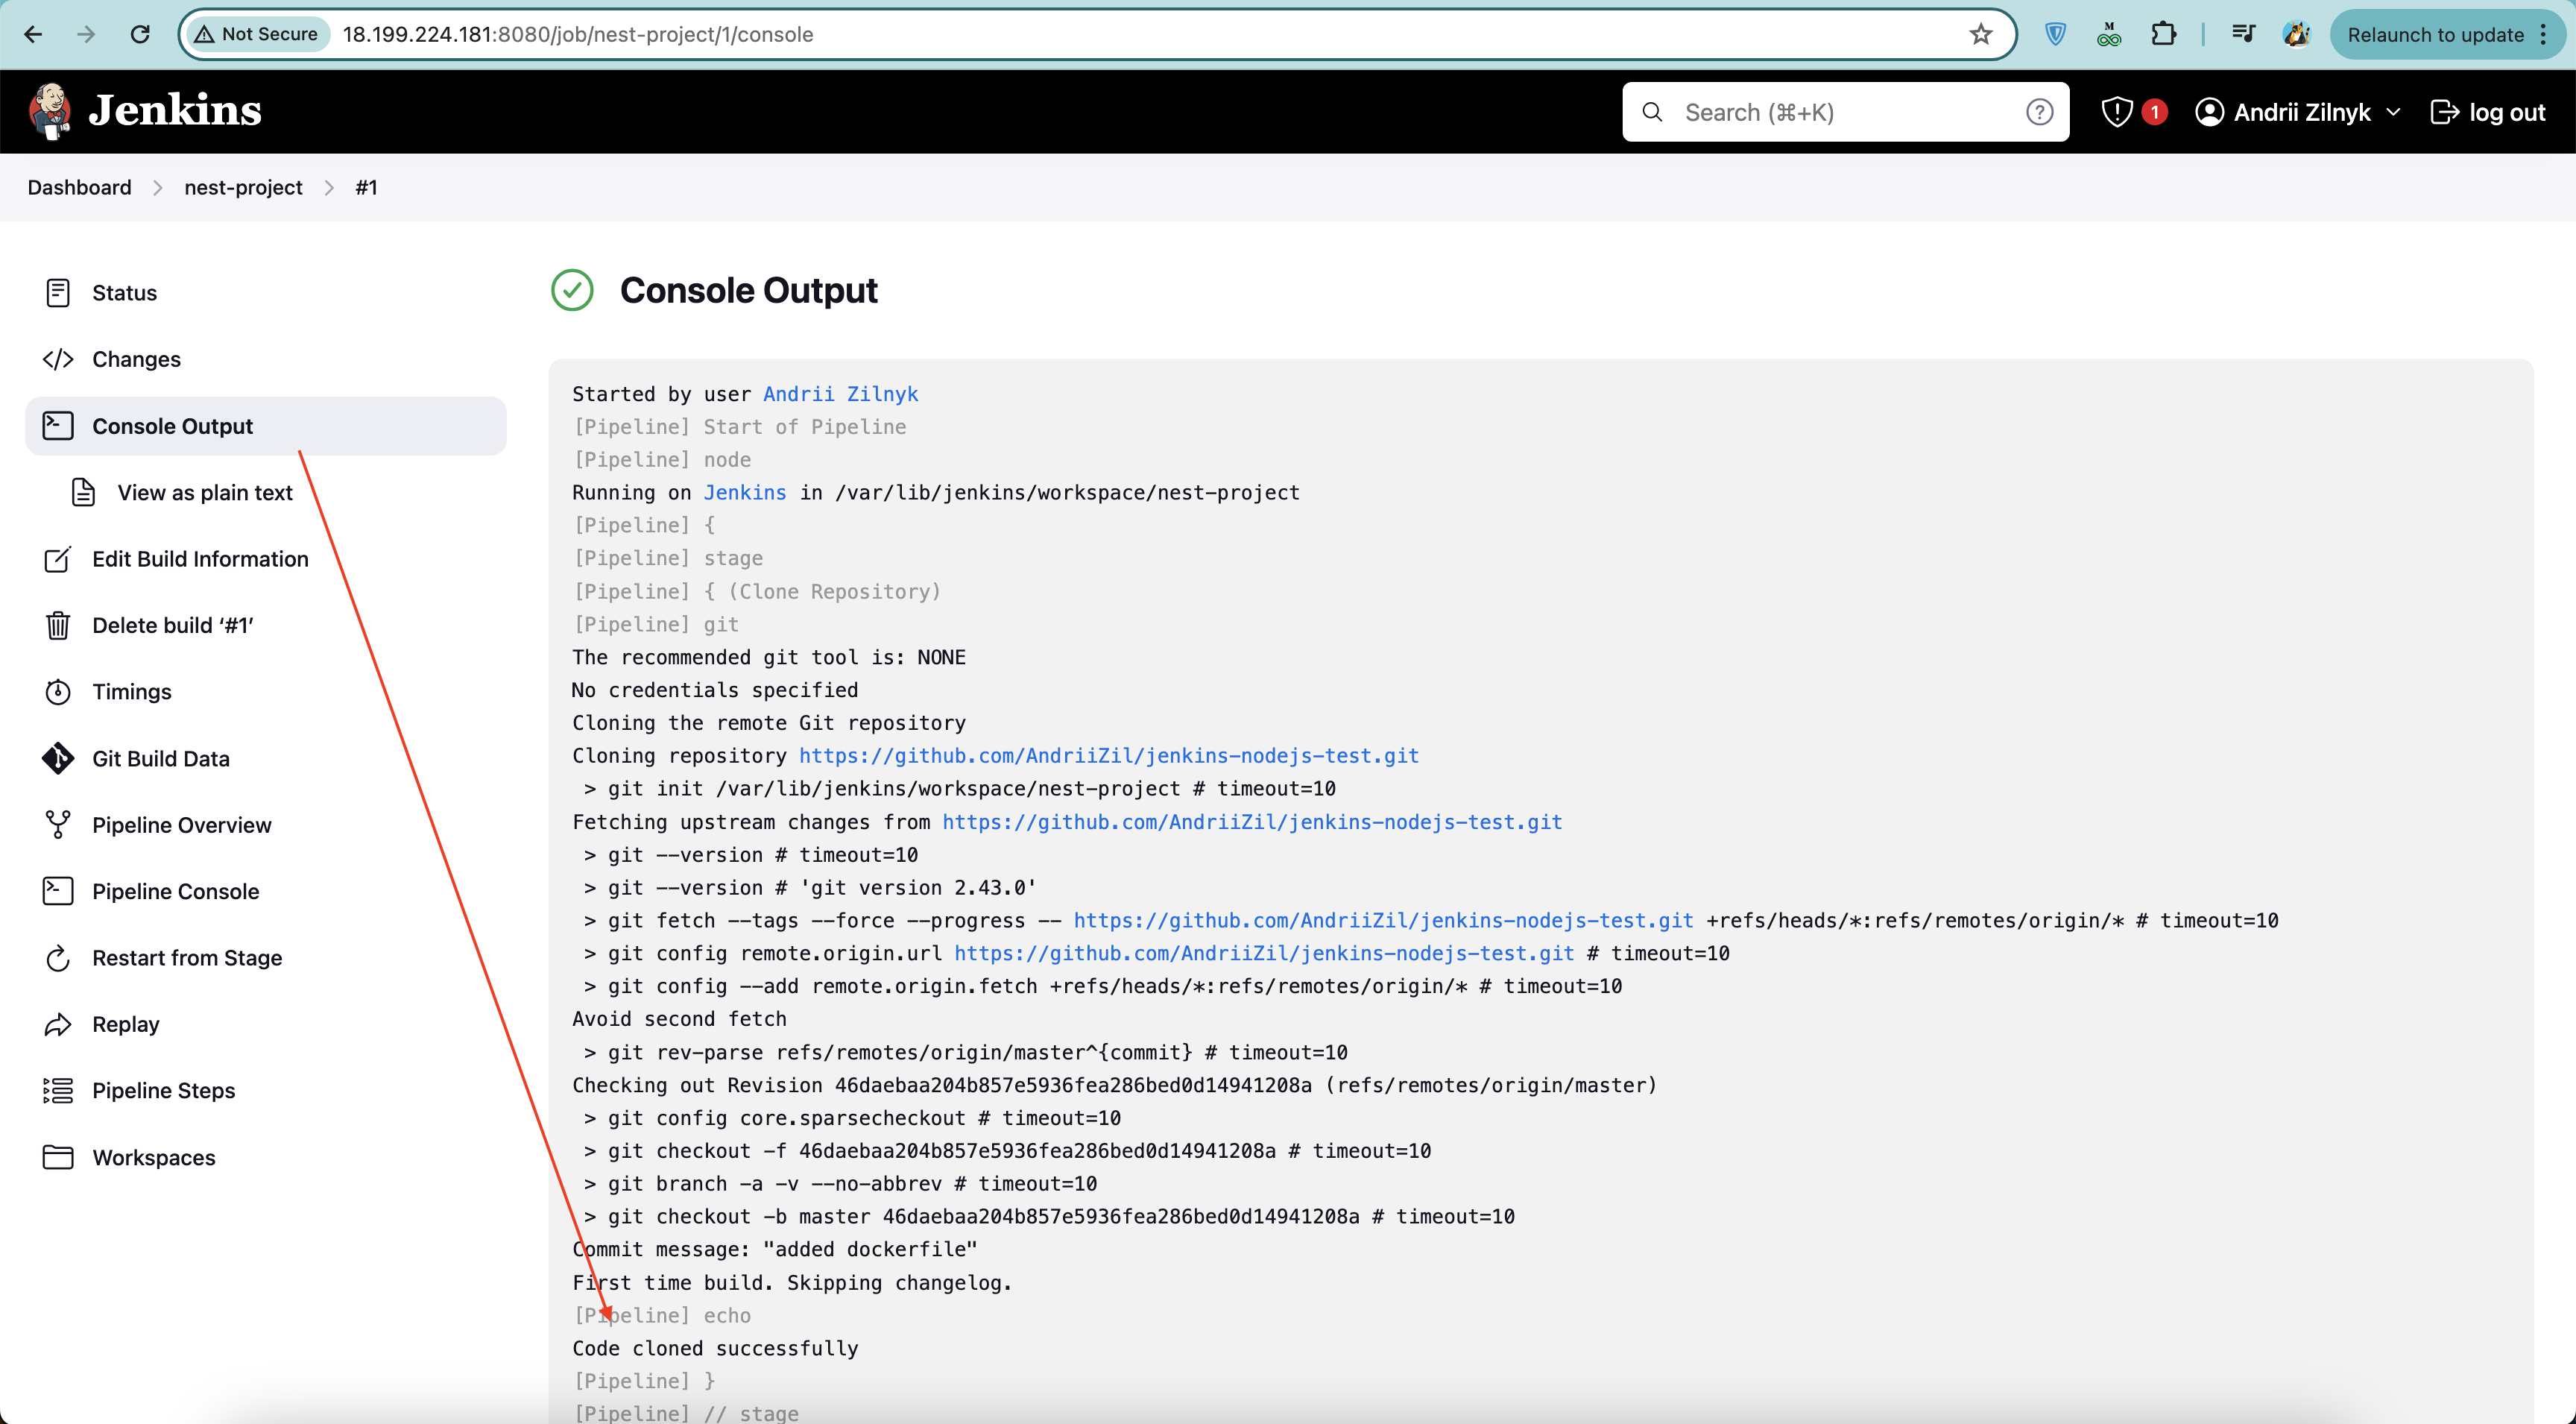 Not Secure 18.199.224.181:8080/job/nest-project/1/console Relaunch to update
Jenkins Search (⌘+K) 1 Andrii Zilnyk log out
Dashboard nest-project #1
Status
Changes
Console Output
View as plain text
Edit Build Information
Delete build ‘#1’
Timings
Git Build Data
Pipeline Overview
Pipeline Console
Restart from Stage
Replay
Pipeline Steps
Workspaces
Console Output
Started by user Andrii Zilnyk
[Pipeline] Start of Pipeline
[Pipeline] node
Running on Jenkins in /var/lib/jenkins/workspace/nest-project
[Pipeline] {
[Pipeline] stage
[Pipeline] { (Clone Repository)
[Pipeline] git
The recommended git tool is: NONE
No credentials specified
Cloning the remote Git repository
Cloning repository https://github.com/AndriiZil/jenkins-nodejs-test.git
> git init /var/lib/jenkins/workspace/nest-project # timeout=10
Fetching upstream changes from https://github.com/AndriiZil/jenkins-nodejs-test.git
> git --version # timeout=10
> git --version # 'git version 2.43.0'
> git fetch --tags --force --progress -- https://github.com/AndriiZil/jenkins-nodejs-test.git +refs/heads/*:refs/remotes/origin/* # timeout=10
> git config remote.origin.url https://github.com/AndriiZil/jenkins-nodejs-test.git # timeout=10
> git config --add remote.origin.fetch +refs/heads/*:refs/remotes/origin/* # timeout=10
Avoid second fetch
> git rev-parse refs/remotes/origin/master^{commit} # timeout=10
Checking out Revision 46daebaa204b857e5936fea286bed0d14941208a (refs/remotes/origin/master)
> git config core.sparsecheckout # timeout=10
> git checkout -f 46daebaa204b857e5936fea286bed0d14941208a # timeout=10
> git branch -a -v --no-abbrev # timeout=10
> git checkout -b master 46daebaa204b857e5936fea286bed0d14941208a # timeout=10
Commit message: "added dockerfile"
First time build. Skipping changelog.
[Pipeline] echo
Code cloned successfully
[Pipeline] }
[Pipeline] // stage